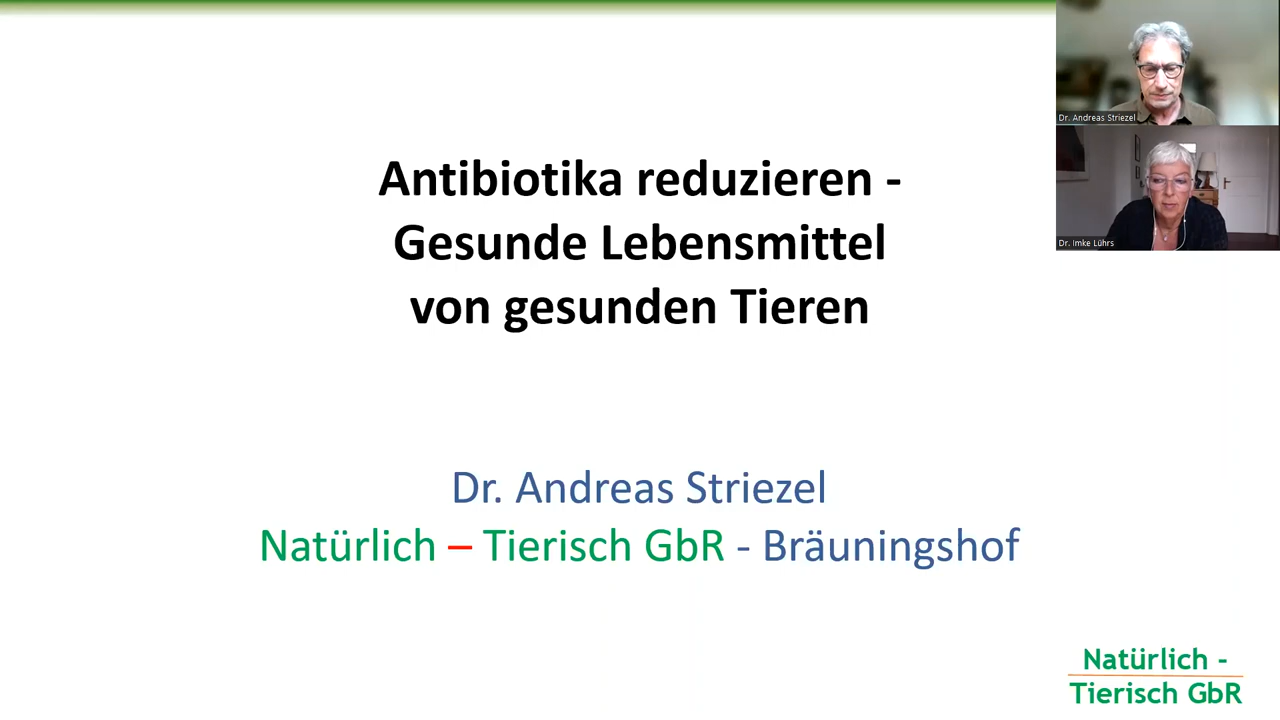 Antibiotika reduzieren -
Gesunde Lebensmittel
von gesunden Tieren
Dr. Andreas Striezel
Natürlich – Tierisch GbR - Bräuningshof
Dr. Andreas Striezel
Dr. Imke Lührs
Natürlich -
Tierisch GbR